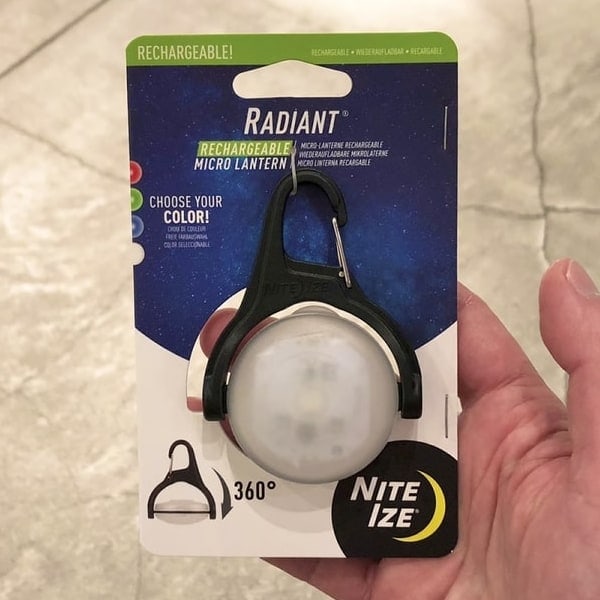 RECHARGEABLE!
RECHARGEABLE • WIEDERAUFLADBAR • RECARGABLE
RADIANT®
RECHARGEABLE
MICRO LANTERN
MICRO-LANTERNE RECHARGEABLE
WIEDERAUFLADBARE MIKROLATERNE
MICRO LINTERNA RECARGABLE
CHOOSE YOUR
COLOR!
CHOIX DE COULEUR
FREIE FARBAUSWAHL
COLOR SELECCIONABLE
NITE IZE
360°
NITE
IZE®